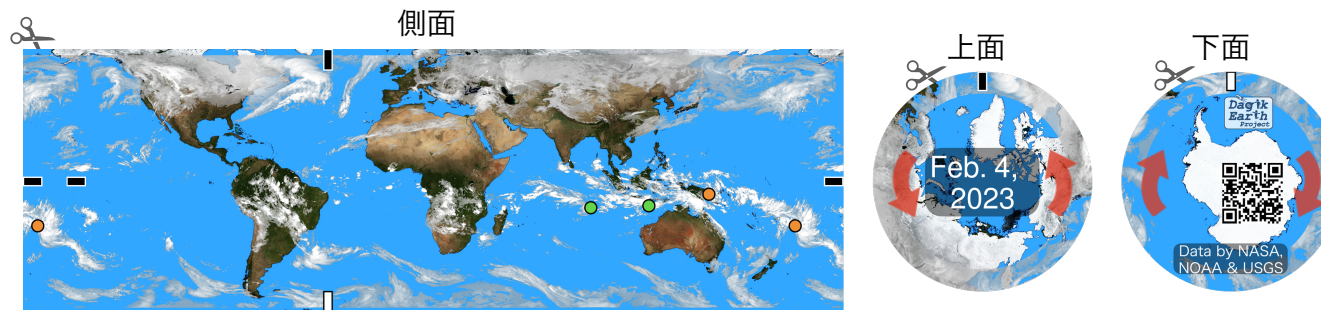 側面
上面
下面
Feb. 4,
2023
Dagik
Earth
Project
Data by NASA,
NOAA & USGS